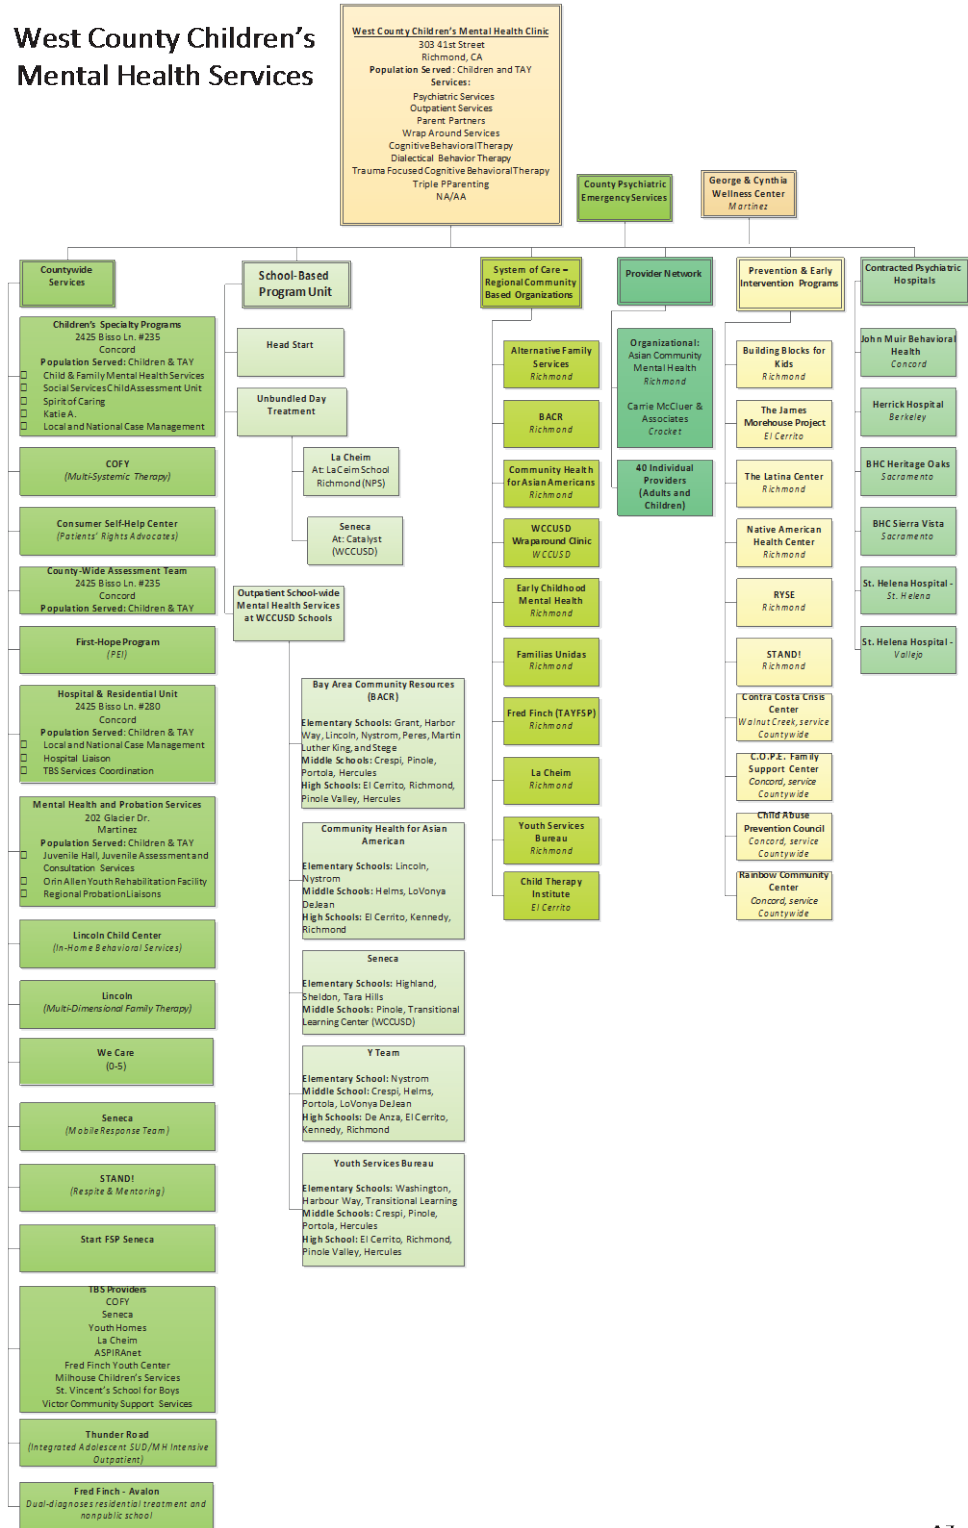 West County Children's
Mental Health Services
West County Children's Mental Health Clinic
303 41st Street
Richmond, CA
Population Served: Children and TAY
Services:
Psychiatric Services
Outpatient Services
Parent Partners
Wrap Around Services
Cognitive Behavioral Therapy
Dialectical Behavior Therapy
Trauma Focused Cognitive Behavioral Therapy
Triple P Parenting
NA/AA
County Psychiatric
Emergency Services
George & Cynthia
Wellness Center
Martinez
Countywide
Services
Children's Specialty Programs
2425 Bisso Ln. #235
Concord
Population Served: Children & TAY
Child & Family Mental Health Services
Social Services Child Assessment Unit
Spirit of Caring
Katie A.
Local and National Case Management
COFY
(Multi-Systemic Therapy)
Consumer Self-Help Center
(Patients' Rights Advocates)
County-Wide Assessment Team
2425 Bisso Ln. #235
Concord
Population Served: Children & TAY
First-Hope Program
(PEI)
Hospital & Residential Unit
2425 Bisso Ln. #280
Concord
Population Served: Children & TAY
Local and National Case Management
Hospital Liaison
TBS Services Coordination
Mental Health and Probation Services
202 Glacier Dr.
Martinez
Population Served: Children & TAY
Juvenile Hall, Juvenile Assessment and
Consultation Services
Orin Allen Youth Rehabilitation Facility
Regional Probation Liaisons
Lincoln Child Center
(In-Home Behavioral Services)
Lincoln
(Multi-Dimensional Family Therapy)
We Care
(0-5)
Seneca
(Mobile Response Team)
STAND!
(Respite & Mentoring)
Start FSP Seneca
TBS Providers
COFY
Seneca
Youth Homes
La Cheim
ASPIRAnet
Fred Finch Youth Center
Milhouse Children's Services
St. Vincent's School for Boys
Victor Community Support Services
Thunder Road
(Integrated Adolescent SUD/MH Intensive
Outpatient)
Fred Finch - Avalon
Dual-diagnoses residential treatment and
nonpublic school
School-Based
Program Unit
Head Start
Unbundled Day
Treatment
La Cheim
At: La Ceim School
Richmond (NPS)
Seneca
At: Catalyst
(WCCUSD)
Outpatient School-wide
Mental Health Services
at WCCUSD Schools
Bay Area Community Resources
(BACR)
Elementary Schools: Grant, Harbor
Way, Lincoln, Nystrom, Peres, Martin
Luther King, and Stege
Middle Schools: Crespi, Pinole,
Portola, Hercules
High Schools: El Cerrito, Richmond,
Pinole Valley, Hercules
Community Health for Asian
American
Elementary Schools: Lincoln,
Nystrom
Middle Schools: Helms, LoVonya
DeJean
High Schools: El Cerrito, Kennedy,
Richmond
Seneca
Elementary Schools: Highland,
Sheldon, Tara Hills
Middle Schools: Pinole, Transitional
Learning Center (WCCUSD)
Y Team
Elementary School: Nystrom
Middle School: Crespi, Helms,
Portola, LoVonya DeJean
High Schools: De Anza, El Cerrito,
Kennedy, Richmond
Youth Services Bureau
Elementary Schools: Washington,
Harbour Way, Transitional Learning
Middle Schools: Crespi, Pinole,
Portola, Hercules
High School: El Cerrito, Richmond,
Pinole Valley, Hercules
System of Care –
Regional Community
Based Organizations
Alternative Family
Services
Richmond
BACR
Richmond
Community Health
for Asian Americans
Richmond
WCCUSD
Wraparound Clinic
WCCUSD
Early Childhood
Mental Health
Richmond
Familias Unidas
Richmond
Fred Finch (TAYFSP)
Richmond
La Cheim
Richmond
Youth Services
Bureau
Richmond
Child Therapy
Institute
El Cerrito
Provider Network
Organizational:
Asian Community
Mental Health
Richmond
Carrie McCluer &
Associates
Crocket
40 Individual
Providers
(Adults and
Children)
Prevention & Early
Intervention Programs
Building Blocks for
Kids
Richmond
The James
Morehouse Project
El Cerrito
The Latina Center
Richmond
Native American
Health Center
Richmond
RYSE
Richmond
STAND!
Richmond
Contra Costa Crisis
Center
Walnut Creek, service
Countywide
C.O.P.E. Family
Support Center
Concord, service
Countywide
Child Abuse
Prevention Council
Concord, service
Countywide
Rainbow Community
Center
Concord, service
Countywide
Contracted Psychiatric
Hospitals
John Muir Behavioral
Health
Concord
Herrick Hospital
Berkeley
BHC Heritage Oaks
Sacramento
BHC Sierra Vista
Sacramento
St. Helena Hospital -
St. Helena
St. Helena Hospital -
Vallejo